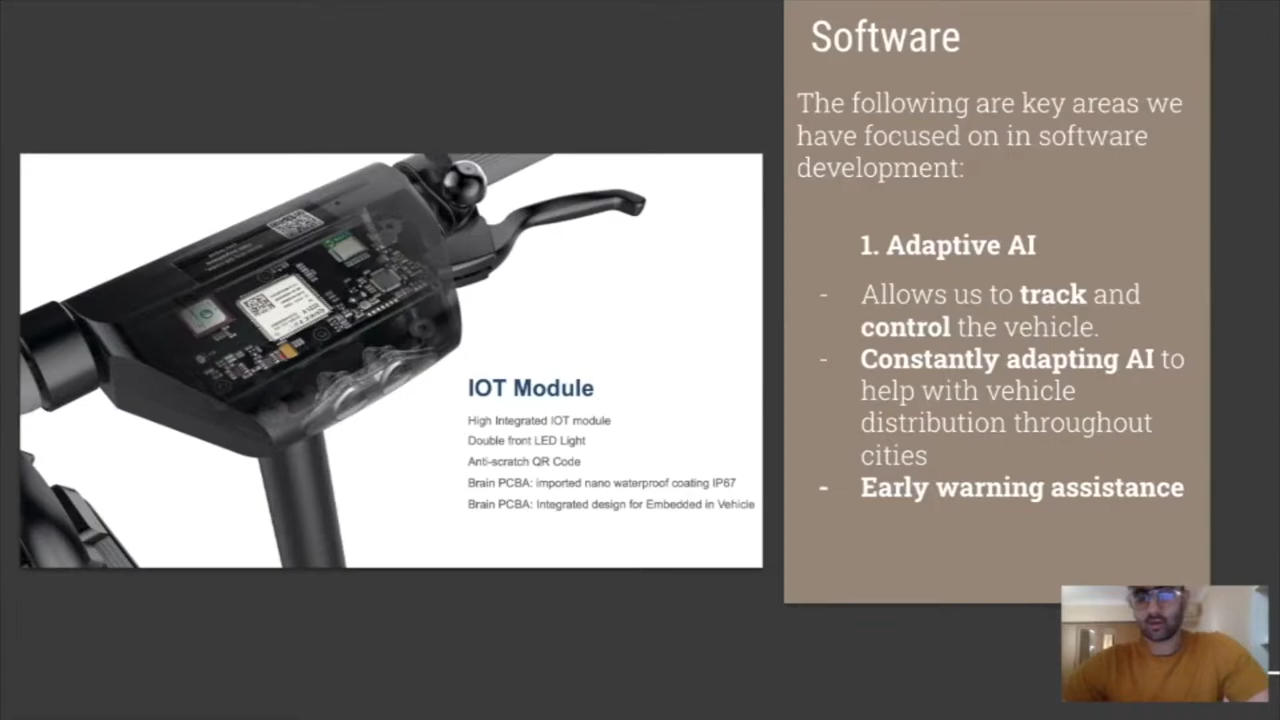 Software
The following are key areas we
have focused on in software
development:
1. Adaptive AI
- Allows us to track and
control the vehicle.
- Constantly adapting AI to
help with vehicle
distribution throughout
cities
- Early warning assistance
IOT Module
High Integrated IOT module
Double front LED Light
Anti-scratch QR Code
Brain PCBA: imported nano waterproof coating IP67
Brain PCBA: Integrated design for Embedded in Vehicle